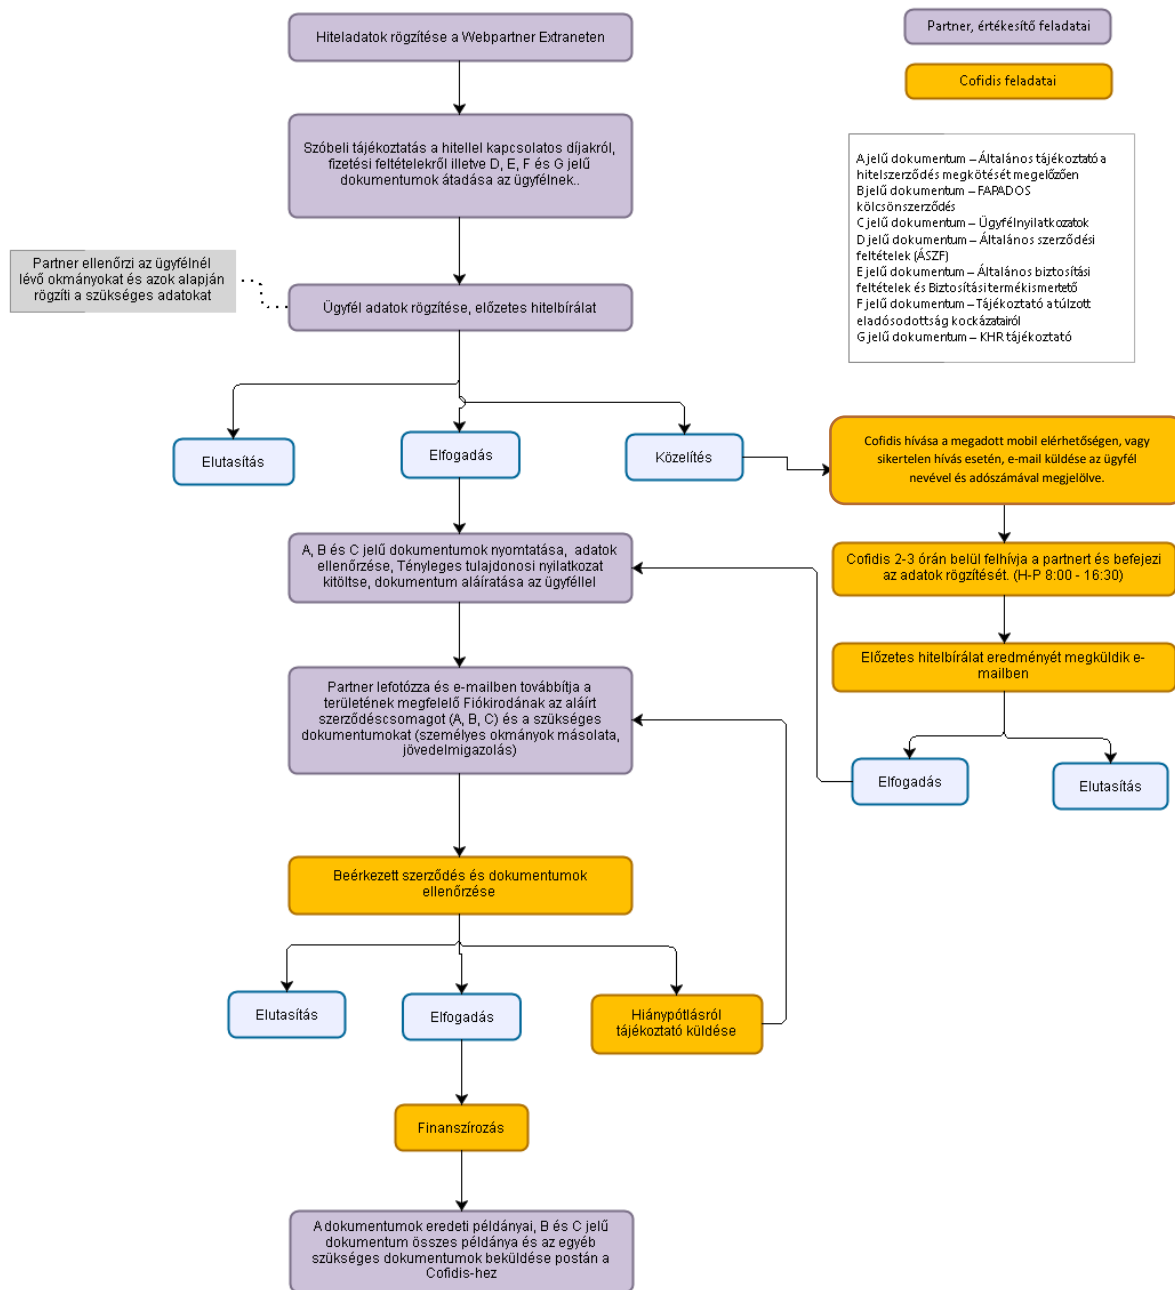 Hiteladatok rögzítése a Webpartner Extraneten
Partner, értékesítő feladatai
Cofidis feladatai
Szóbeli tájékoztatás a hitellel kapcsolatos díjakról,
fizetési feltételekről illetve D, E, F és G jelű
dokumentumok átadása az ügyfélnek..
A jelű dokumentum – Általános tájékoztató a
hitelszerződés megkötését megelőzően
B jelű dokumentum – FAPADOS
kölcsönszerződés
C jelű dokumentum – Ügyfélnyilatkozatok
D jelű dokumentum – Általános szerződési
feltételek (ÁSZF)
E jelű dokumentum – Általános biztosítási
feltételek és Biztosítási termékismertető
F jelű dokumentum – Tájékoztató a túlzott
eladósodottság kockázatairól
G jelű dokumentum – KHR tájékoztató
Partner ellenőrzi az ügyfélnél
lévő okmányokat és azok alapján
rögzíti a szükséges adatokat
Ügyfél adatok rögzítése, előzetes hitelbírálat
Elutasítás
Elfogadás
Közelítés
Cofidis hívása a megadott mobil elérhetőségen, vagy
sikertelen hívás esetén, e-mail küldése az ügyfél
nevével és adószámával megjelölve.
A, B és C jelű dokumentumok nyomtatása, adatok
ellenőrzése, Tényleges tulajdonosi nyilatkozat
kitöltse, dokumentum aláíratása az ügyféllel
Cofidis 2-3 órán belül felhívja a partnert és befejezi
az adatok rögzítését. (H-P 8:00 - 16:30)
Előzetes hitelbírálat eredményét megküldik e-
mailben
Partner lefotózza és e-mailben továbbítja a
területének megfelelő Fiókirodának az aláírt
szerződéscsomagot (A, B, C) és a szükséges
dokumentumokat (személyes okmányok másolata,
jövedelmigazolás)
Elfogadás
Elutasítás
Beérkezett szerződés és dokumentumok
ellenőrzése
Elutasítás
Elfogadás
Hiánypótlásról
tájékoztató küldése
Finanszírozás
A dokumentumok eredeti példányai, B és C jelű
dokumentum összes példánya és az egyéb
szükséges dokumentumok beküldése postán a
Cofidis-hez